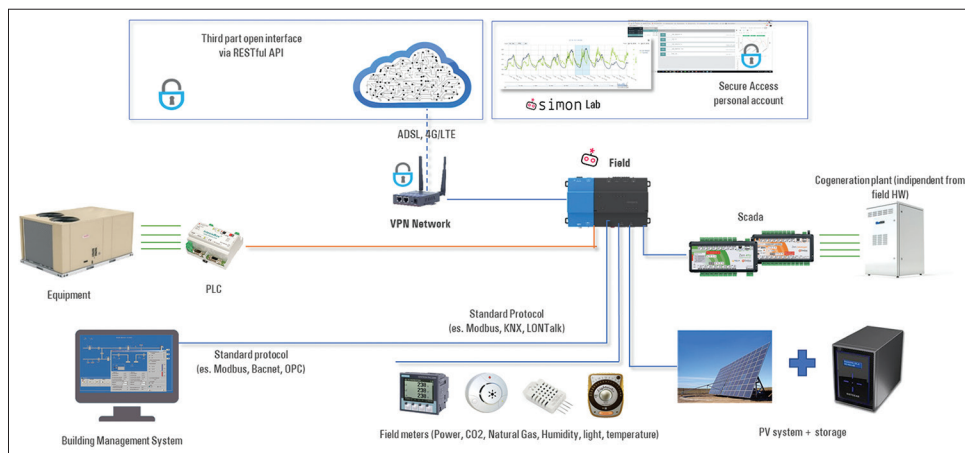 Third part open interface
via RESTful API
simon Lab
Secure Access
personal account
ADSL, 4G/LTE
VPN Network
Field
Cogeneration plant (indipendent from
field HW)
Scada
Equipment
PLC
Standard Protocol
(es. Modbus, KNX, LONTalk)
Standard protocol
(es. Modbus, Bacnet, OPC)
Building Management System
Field meters (Power, CO2, Natural Gas, Humidity, light, temperature)
PV system + storage